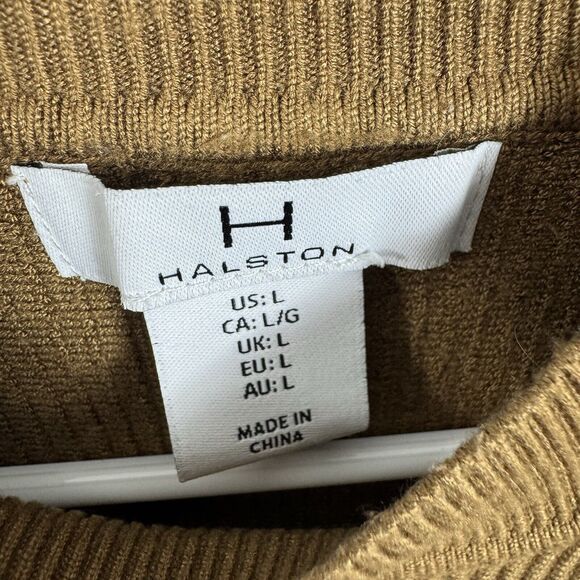 H
HALSTON
US: L
CA: L/G
UK: L
EU: L
AU: L
MADE IN
CHINA